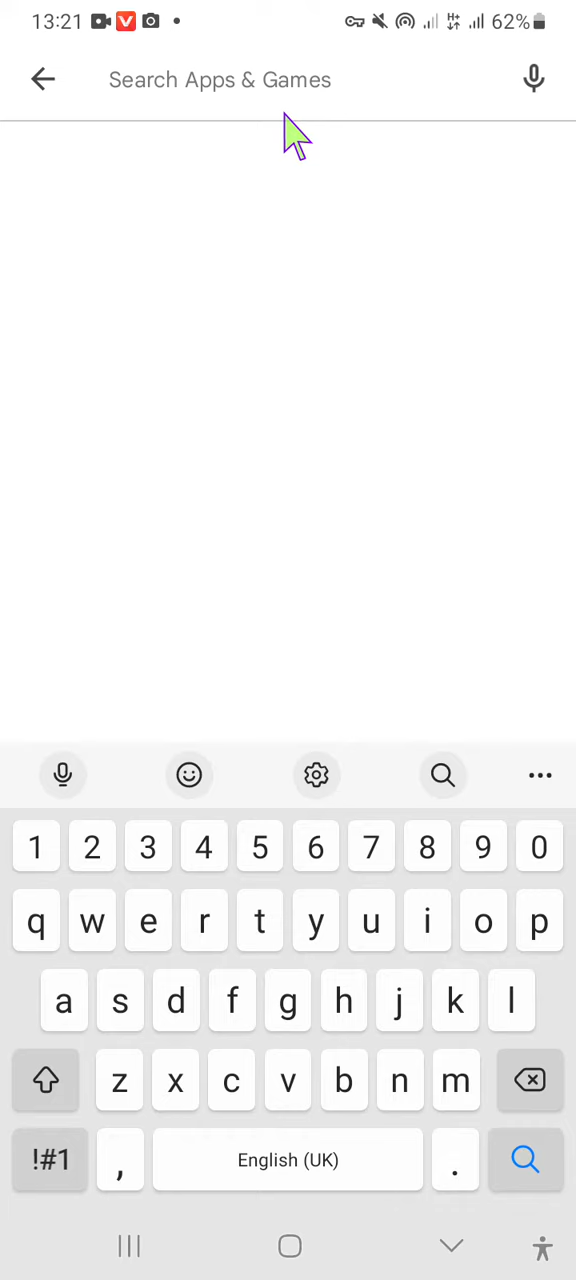 13:21 V H+ 62%
Search Apps & Games
1 2 3 4 5 6 7 8 9 0
q w e r t y u i o p
a s d f g h j k l
z x c v b n m
!#1 , English (UK) .